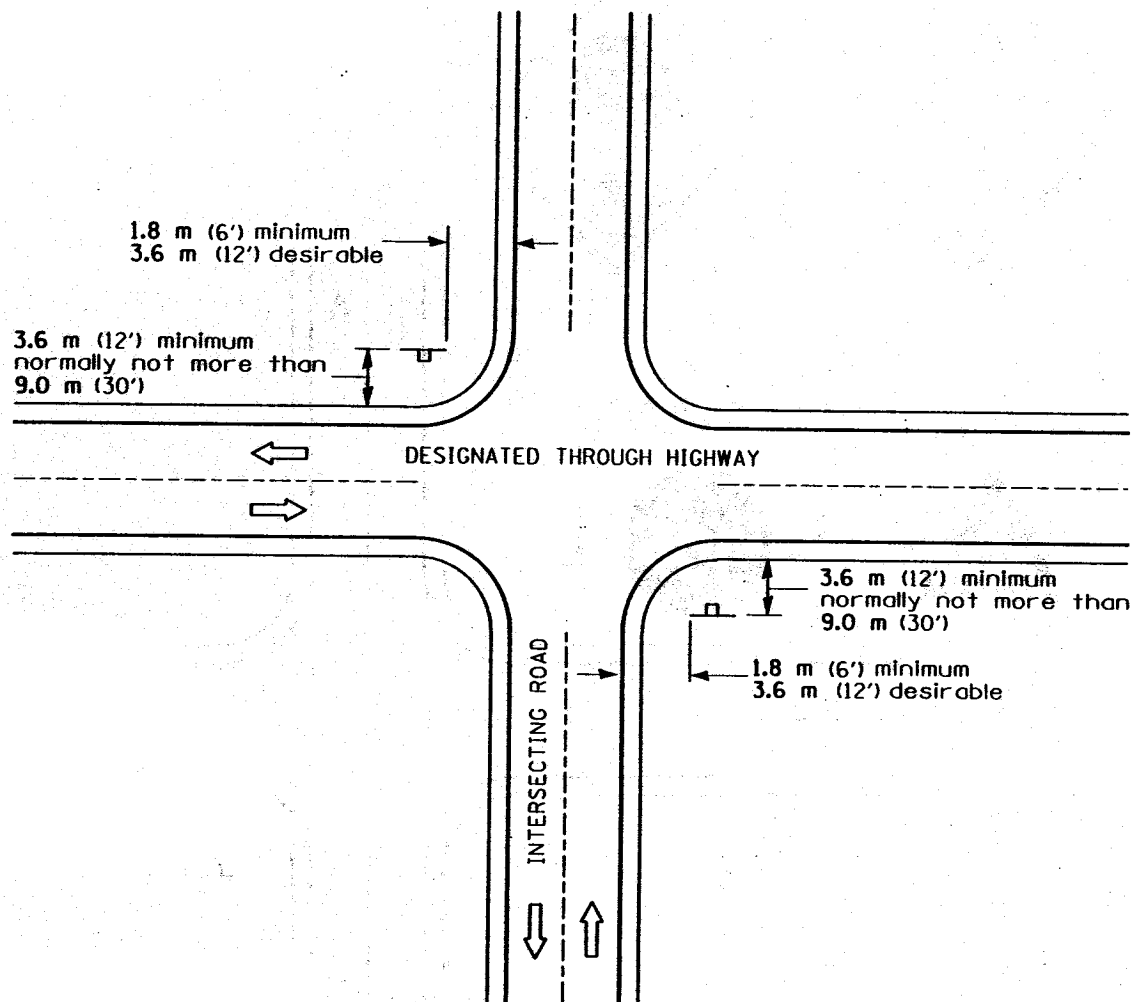 1.8 m (6') minimum
3.6 m (12') desirable
3.6 m (12') minimum
normally not more than
9.0 m (30')
DESIGNATED THROUGH HIGHWAY
3.6 m (12') minimum
normally not more than
9.0 m (30')
1.8 m (6') minimum
3.6 m (12') desirable
INTERSECTING ROAD